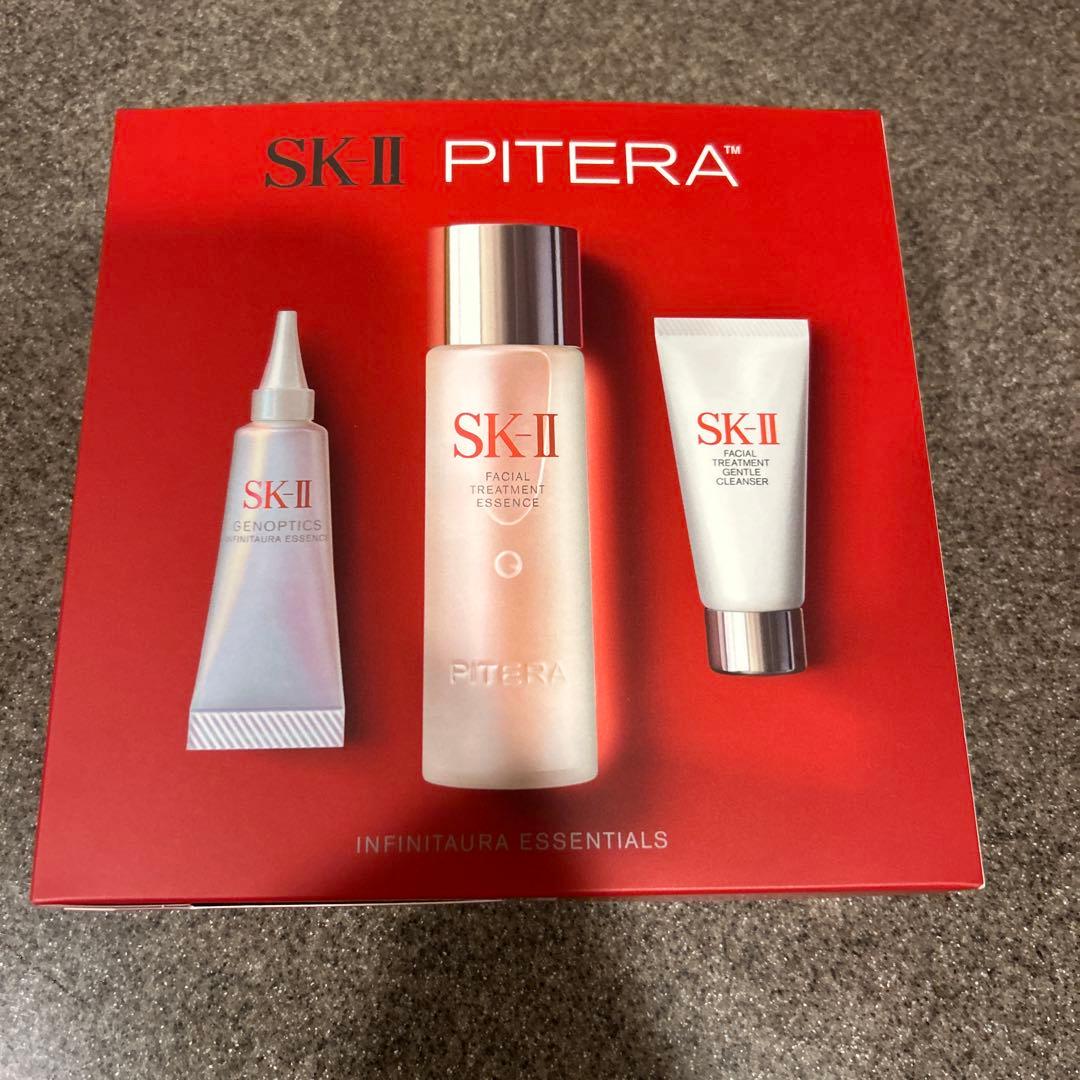 SK-II PITERA™
SK-II
GENOPTICS
INFINITAURA ESSENCE
SK-II
FACIAL
TREATMENT
ESSENCE
PITERA
SK-II
FACIAL
TREATMENT
GENTLE
CLEANSER
INFINITAURA ESSENTIALS